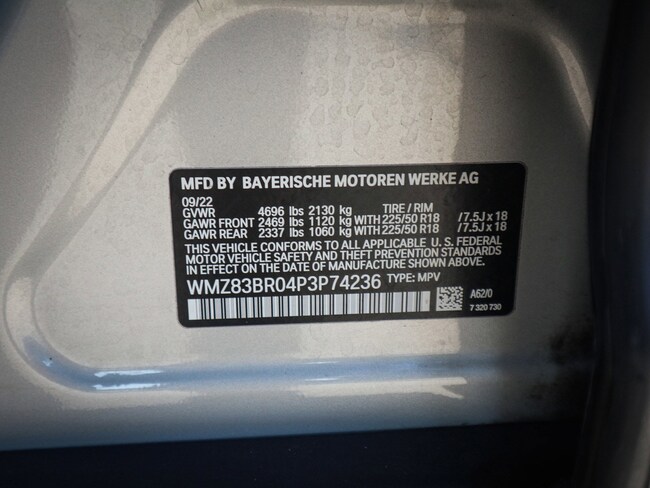 MFD BY BAYERISCHE MOTOREN WERKE AG
09/22
GVWR 4696 lbs 2130 kg TIRE / RIM
GAWR FRONT 2469 lbs 1120 kg WITH 225/50 R18 /7.5J x 18
GAWR REAR 2337 lbs 1060 kg WITH 225/50 R18 /7.5J x 18
THIS VEHICLE CONFORMS TO ALL APPLICABLE U.S. FEDERAL
MOTOR VEHICLE SAFETY AND THEFT PREVENTION STANDARDS
IN EFFECT ON THE DATE OF MANUFACTURE SHOWN ABOVE.
WMZ83BR04P3P74236 TYPE: MPV
A62/0
7 320 730